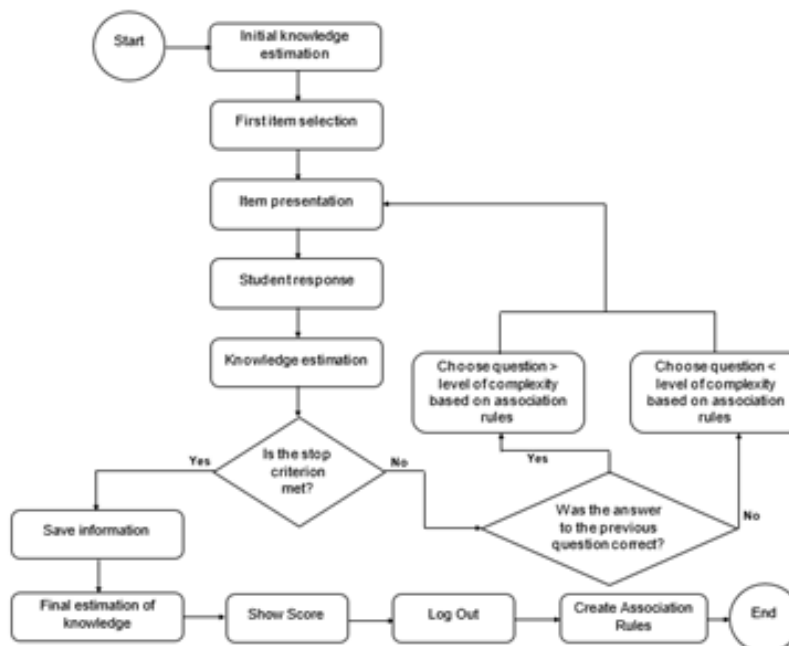 Start
Initial knowledge
estimation
First item selection
Item presentation
Student response
Knowledge estimation
Choose question >
level of complexity
based on association
rules
Choose question <
level of complexity
based on association
rules
Is the stop
criterion
met?
Yes
No
Yes
No
Was the answer
to the previous
question correct?
Save information
Final estimation of
knowledge
Show Score
Log Out
Create Association
Rules
End